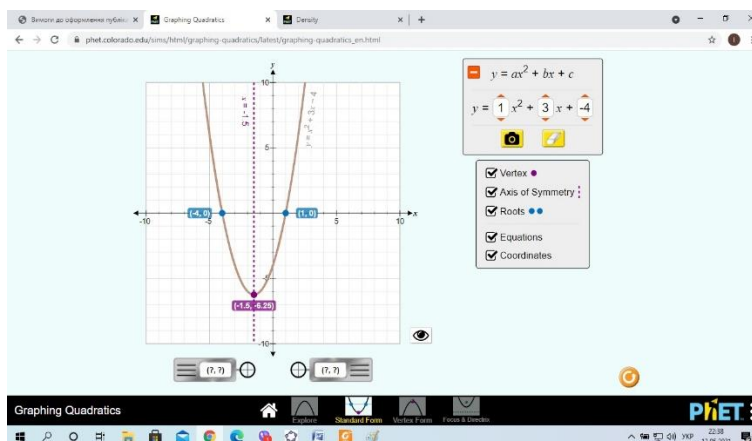 Вимоги до оформлення публіка
Graphing Quadratics
Density
phet.colorado.edu/sims/html/graphing-quadratics/latest/graphing-quadratics_en.html
y = ax² + bx + c
y = 1 x² + 3 x + -4
Vertex
Axis of Symmetry
Roots
Equations
Coordinates
y
10
x = -1.5
y = x² + 3x - 4
5
(-4, 0)
(1, 0)
x
-10
-5
5
10
-5
(-1.5, -6.25)
-10
(?, ?)
(?, ?)
Graphing Quadratics
Explore
Standard Form
Vertex Form
Focus & Directrix
PhET
УКР
22:38